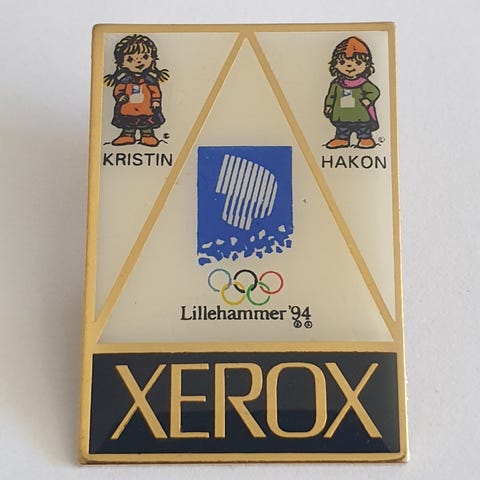 KRISTIN
HAKON
Lillehammer '94
XEROX